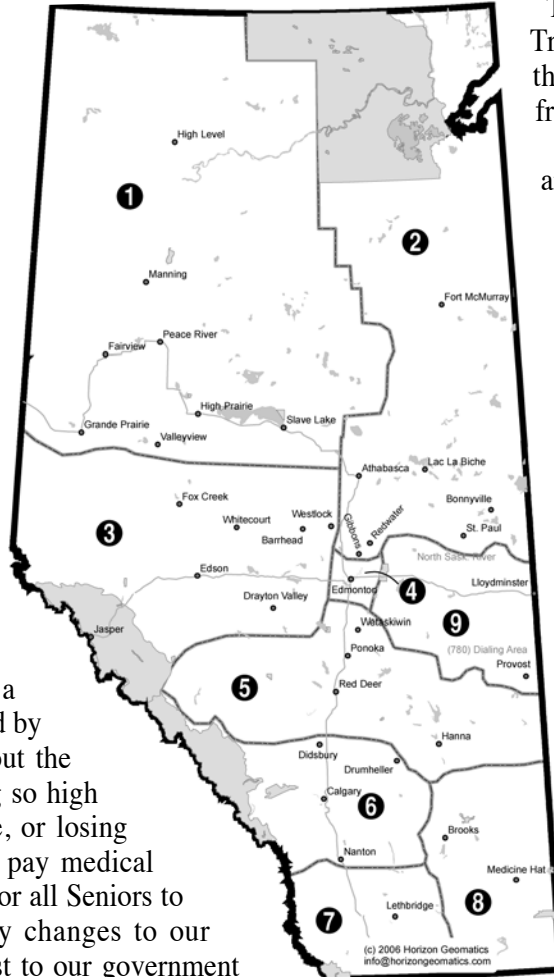 T
Tr
th
fr
a
High Level
1
2
Manning
Fort McMurray
Peace River
Fairview
High Prairie
Slave Lake
Grande Prairie
Valleyview
Athabasca
Lac La Biche
Fox Creek
Bonnyville
Whitecourt
Westlock
Barrhead
Gibbons
Redwater
St. Paul
3
North Sask. River
Edson
Edmonton
4
Lloydminster
Drayton Valley
9
Jasper
Wetaskiwin
(780) Dialing Area
Ponoka
Provost
5
Red Deer
Hanna
Didsbury
Drumheller
Calgary
6
Brooks
Nanton
Medicine Hat
8
Lethbridge
7
(c) 2006 Horizon Geomatics
info@horizongeomatics.com
a
d by
out the
g so high
e, or losing
pay medical
or all Seniors to
y changes to our
st to our government